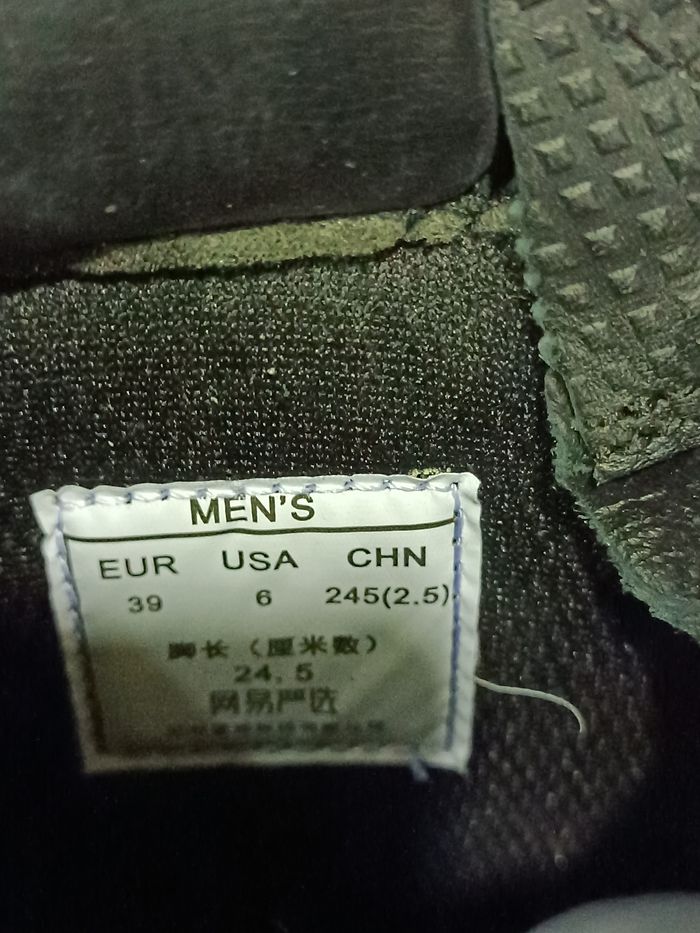 MEN'S
EUR USA CHN
39 6 245(2.5)
脚长（厘米数）
24.5
网易严选